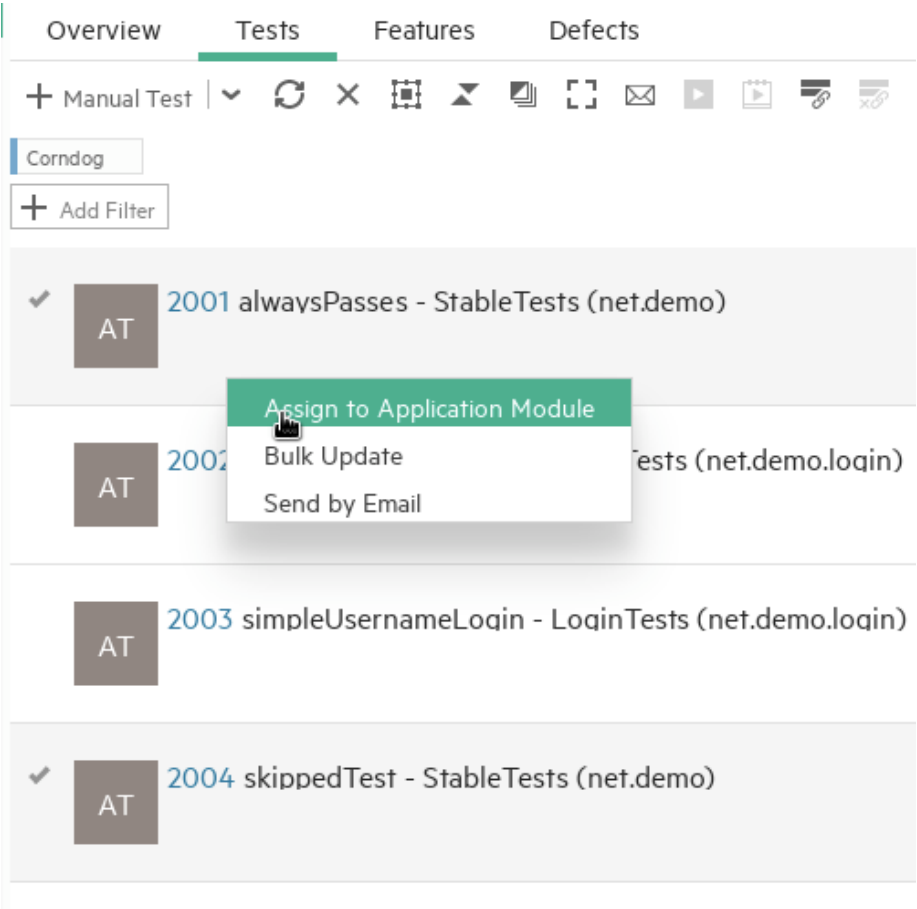 Overview Tests Features Defects
Manual Test
Corndog
Add Filter
AT 2001 alwaysPasses - StableTests (net.demo)
Assign to Application Module
AT 2002 ests (net.demo.login)
Bulk Update
Send by Email
AT 2003 simpleUsernameLogin - LoginTests (net.demo.login)
AT 2004 skippedTest - StableTests (net.demo)